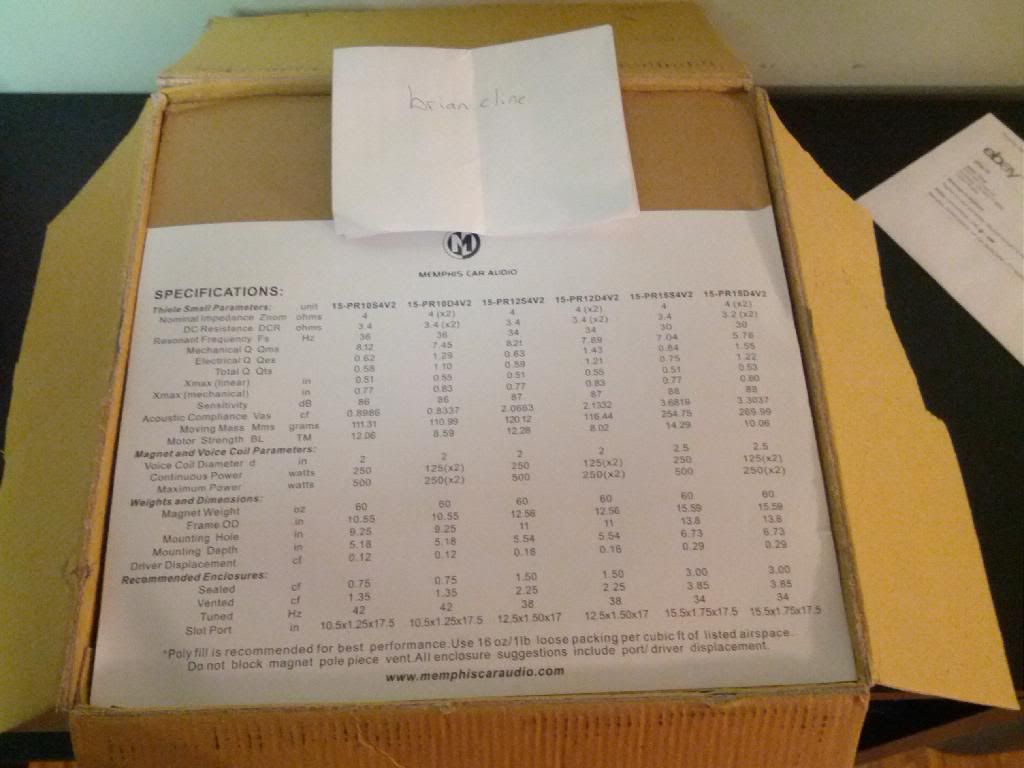 brian cline
ebay
M
MEMPHIS CAR AUDIO
SPECIFICATIONS:
unit 15-PR10S4V2 15-PR10D4V2 15-PR12S4V2 15-PR12D4V2 15-PR15S4V2 15-PR15D4V2
Thiele Small Parameters:
Nominal Impedance Znom ohms 4 4 (x2) 4 4 (x2) 4 4 (x2)
DC Resistance DCR ohms 3.4 3.4 (x2) 3.4 3.4 (x2) 3.4 3.2 (x2)
Resonant Frequency Fs Hz 36 36 34 34 30 30
Mechanical Q Qms 8.12 7.45 8.21 7.89 7.04 5.76
Electrical Q Qes 0.62 1.29 0.63 1.43 0.84 1.55
Total Q Qts 0.58 1.10 0.59 1.21 0.75 1.22
Xmax (linear) in 0.51 0.55 0.51 0.55 0.51 0.53
Xmax (mechanical) in 0.77 0.83 0.77 0.83 0.77 0.80
Sensitivity dB 86 86 87 87 88 88
Acoustic Compliance Vas cf 0.8986 0.8337 2.0663 2.1332 3.6819 3.3037
Moving Mass Mms grams 111.31 110.99 120.12 116.44 254.75 269.99
Motor Strength BL TM 12.06 8.59 12.28 8.02 14.29 10.06
Magnet and Voice Coil Parameters:
Voice Coil Diameter d in 2 2 2 2 2.5 2.5
Continuous Power watts 250 125(x2) 250 125(x2) 250 125(x2)
Maximum Power watts 500 250(x2) 500 250(x2) 500 250(x2)
Weights and Dimensions:
Magnet Weight oz 60 60 60 60 60 60
Frame OD in 10.55 10.55 12.56 12.56 15.59 15.59
Mounting Hole in 9.25 9.25 11 11 13.8 13.8
Mounting Depth in 5.18 5.18 5.54 5.54 6.73 6.73
Driver Displacement cf 0.12 0.12 0.16 0.16 0.29 0.29
Recommended Enclosures:
Sealed cf 0.75 0.75 1.50 1.50 3.00 3.00
Vented cf 1.35 1.35 2.25 2.25 3.85 3.85
Tuned Hz 42 42 38 38 34 34
Slot Port in 10.5x1.25x17.5 10.5x1.25x17.5 12.5x1.50x17 12.5x1.50x17 15.5x1.75x17.5 15.5x1.75x17.5
*Poly fill is recommended for best performance.Use 16 oz/1lb loose packing per cubic ft of listed airspace.
Do not block magnet pole piece vent.All enclosure suggestions include port/ driver displacement.
www.memphiscaraudio.com